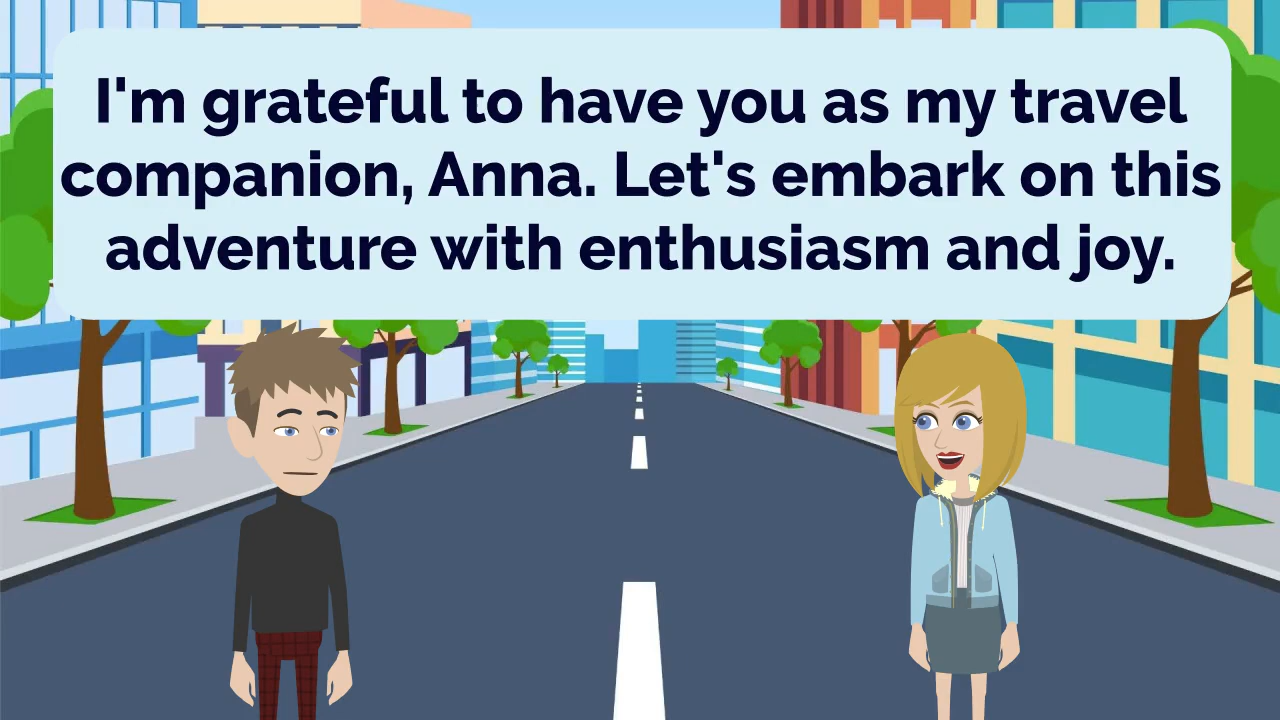 I'm grateful to have you as my travel
companion, Anna. Let's embark on this
adventure with enthusiasm and joy.